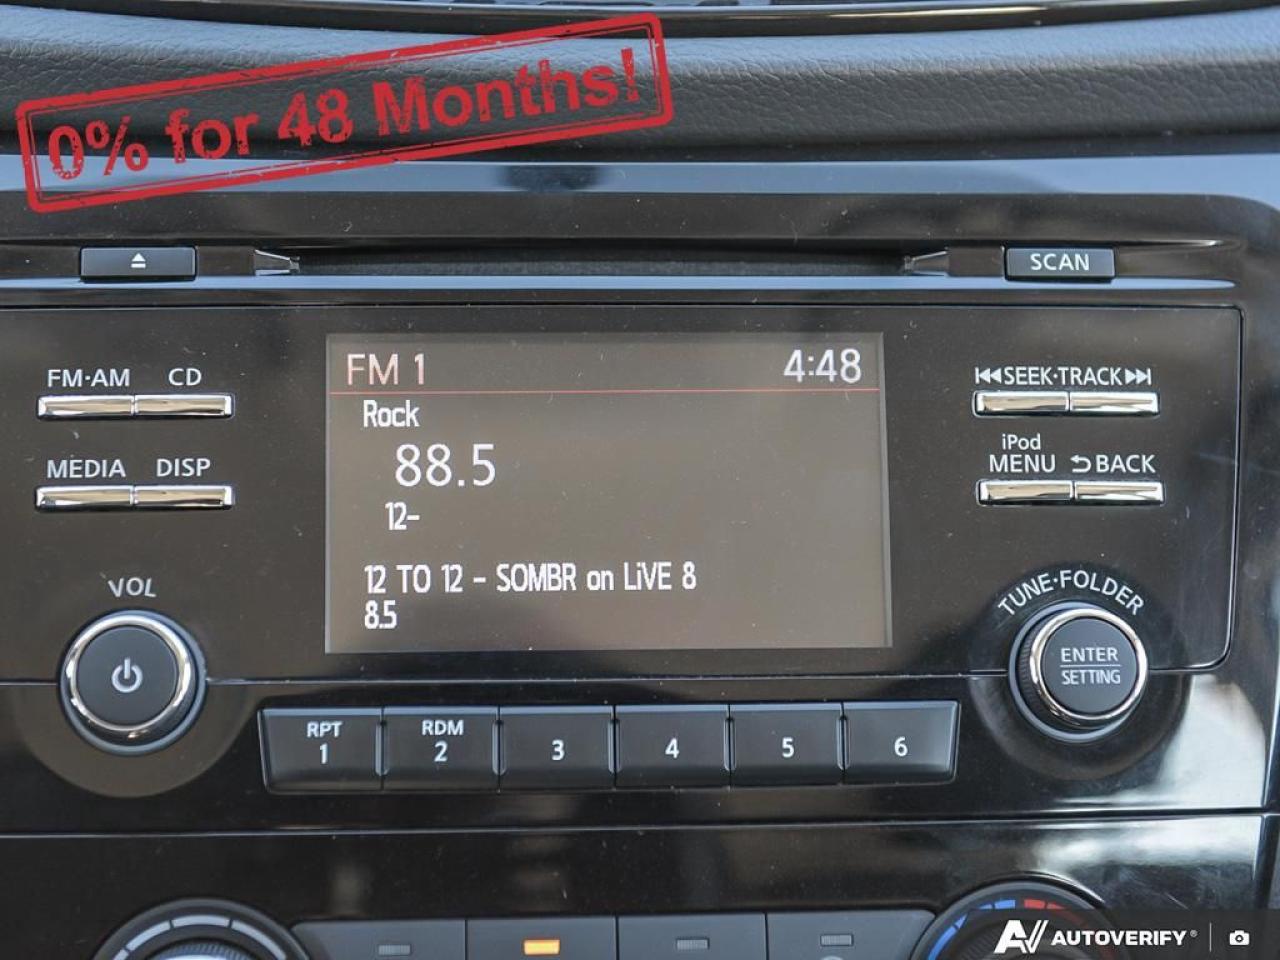 0% for 48 Months!
SCAN
FM·AM CD
FM 1 4:48
SEEK·TRACK
Rock
iPod
MEDIA DISP
88.5
MENU BACK
12-
12 TO 12 - SOMBR on LiVE 8
8.5
VOL
TUNE·FOLDER
ENTER
SETTING
RPT
1
RDM
2
3
4
5
6
AUTOVERIFY®